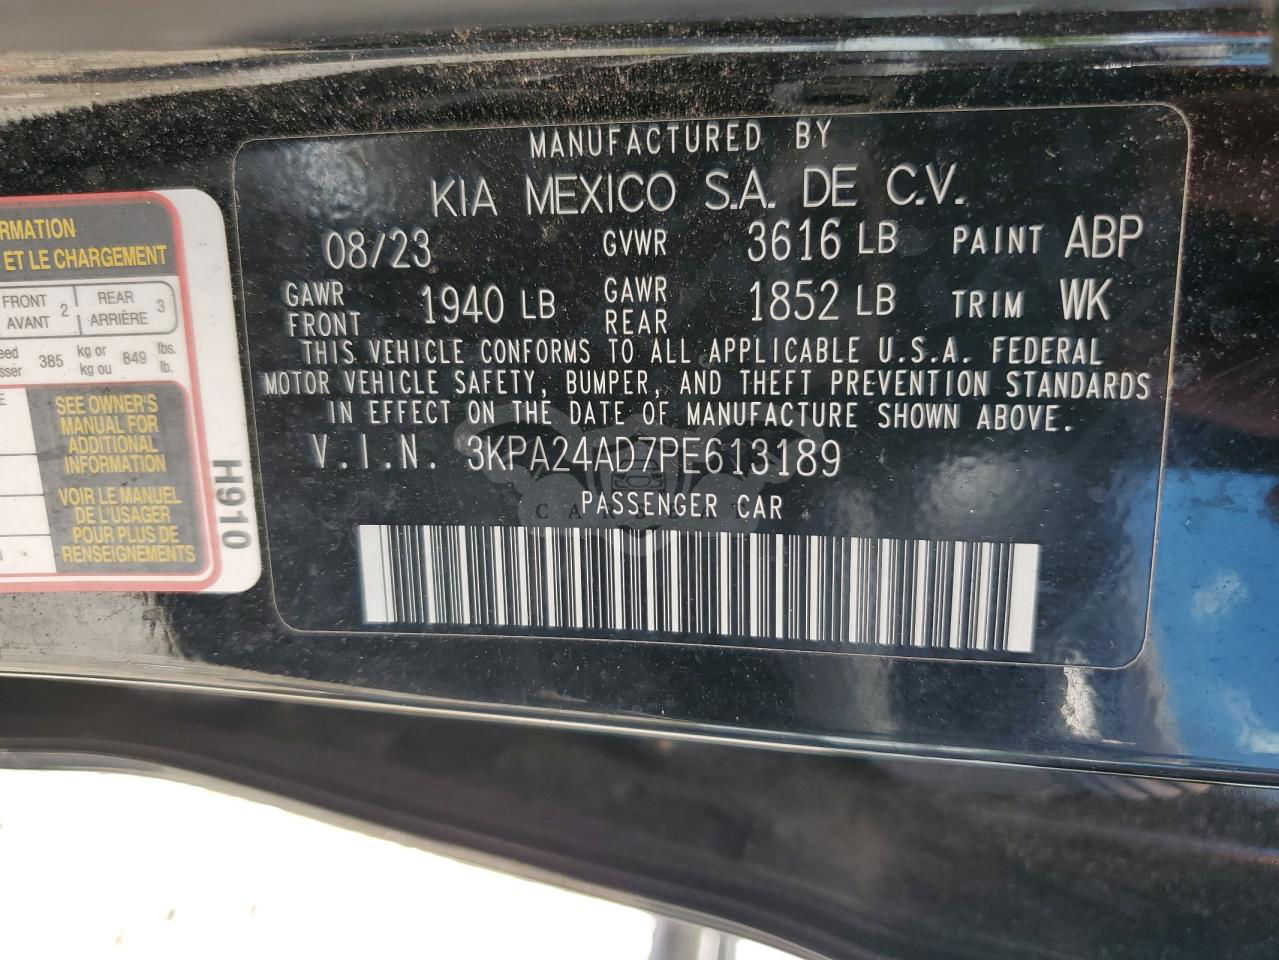 MANUFACTURED BY
KIA MEXICO S.A. DE C.V.
08/23 GVWR 3616 LB PAINT ABP
GAWR FRONT 1940 LB GAWR REAR 1852 LB TRIM WK
THIS VEHICLE CONFORMS TO ALL APPLICABLE U.S.A. FEDERAL
MOTOR VEHICLE SAFETY, BUMPER, AND THEFT PREVENTION STANDARDS
IN EFFECT ON THE DATE OF MANUFACTURE SHOWN ABOVE.
V.I.N. 3KPA24AD7PE613189
PASSENGER CAR
ET LE CHARGEMENT
FRONT AVANT 2 REAR ARRIÈRE 3
385 kg or kg ou 849 lbs. lb.
SEE OWNER'S
MANUAL FOR
ADDITIONAL
INFORMATION
VOIR LE MANUEL
DE L'USAGER
POUR PLUS DE
RENSEIGNEMENTS
H910